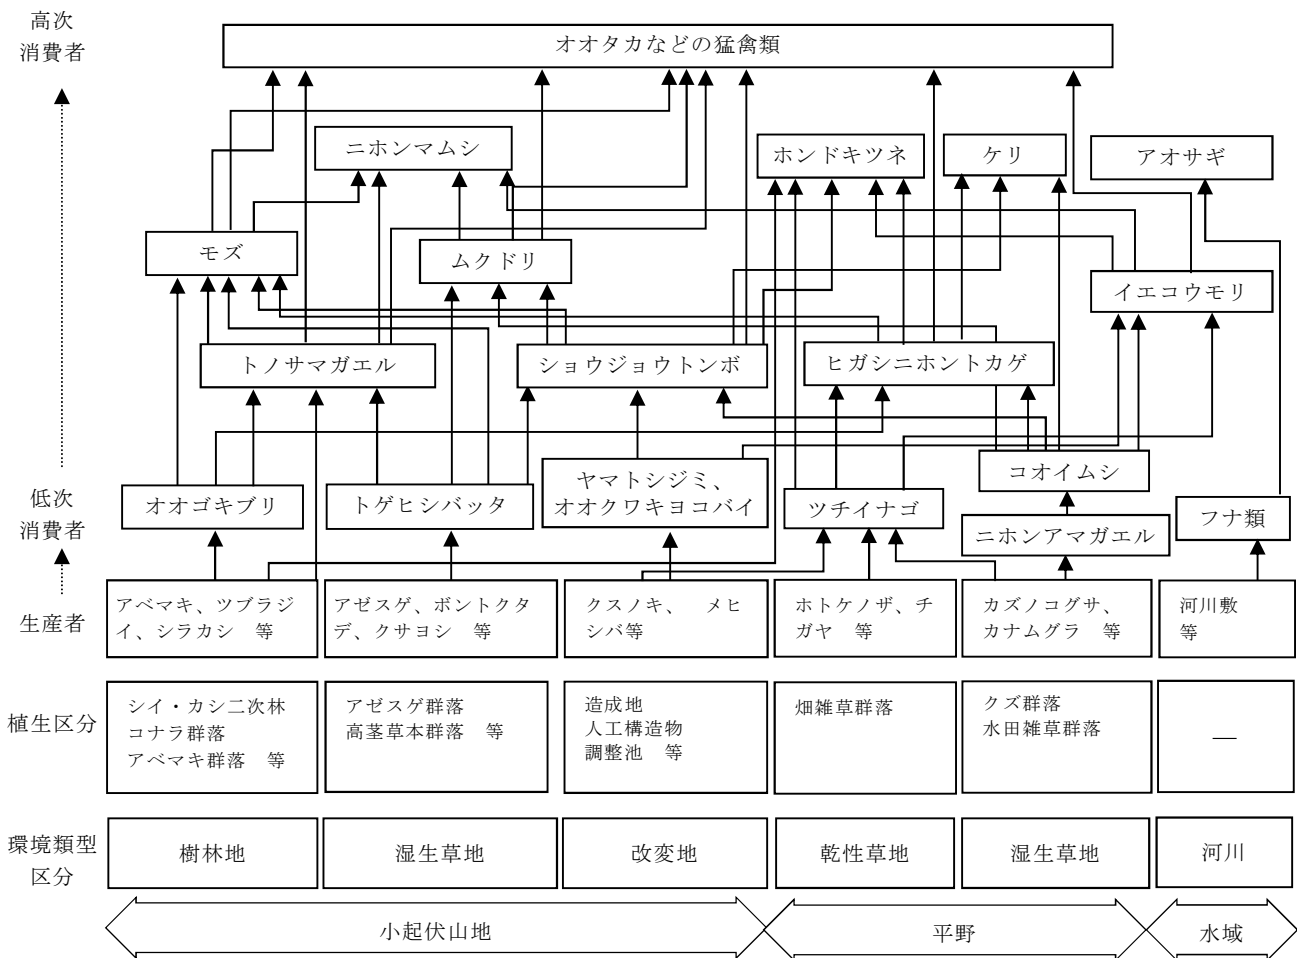 高次
消費者
オオタカなどの猛禽類
ニホンマムシ
ホンドキツネ
ケリ
アオサギ
モズ
ムクドリ
イエコウモリ
トノサマガエル
ショウジョウトンボ
ヒガシニホントカゲ
低次
消費者
オオゴキブリ
トゲヒシバッタ
ヤマトシジミ、
オオクワキヨコバイ
ツチイナゴ
コオイムシ
ニホンアマガエル
フナ類
生産者
アベマキ、ツブラジ
イ、シラカシ 等
アゼスゲ、ボントクタ
デ、クサヨシ 等
クスノキ、 メヒ
シバ等
ホトケノザ、チ
ガヤ 等
カズノコグサ、
カナムグラ 等
河川敷
等
植生区分
シイ・カシ二次林
コナラ群落
アベマキ群落 等
アゼスゲ群落
高茎草本群落 等
造成地
人工構造物
調整池 等
畑雑草群落
クズ群落
水田雑草群落
―
環境類型
区分
樹林地
湿生草地
改変地
乾性草地
湿生草地
河川
小起伏山地
平野
水域